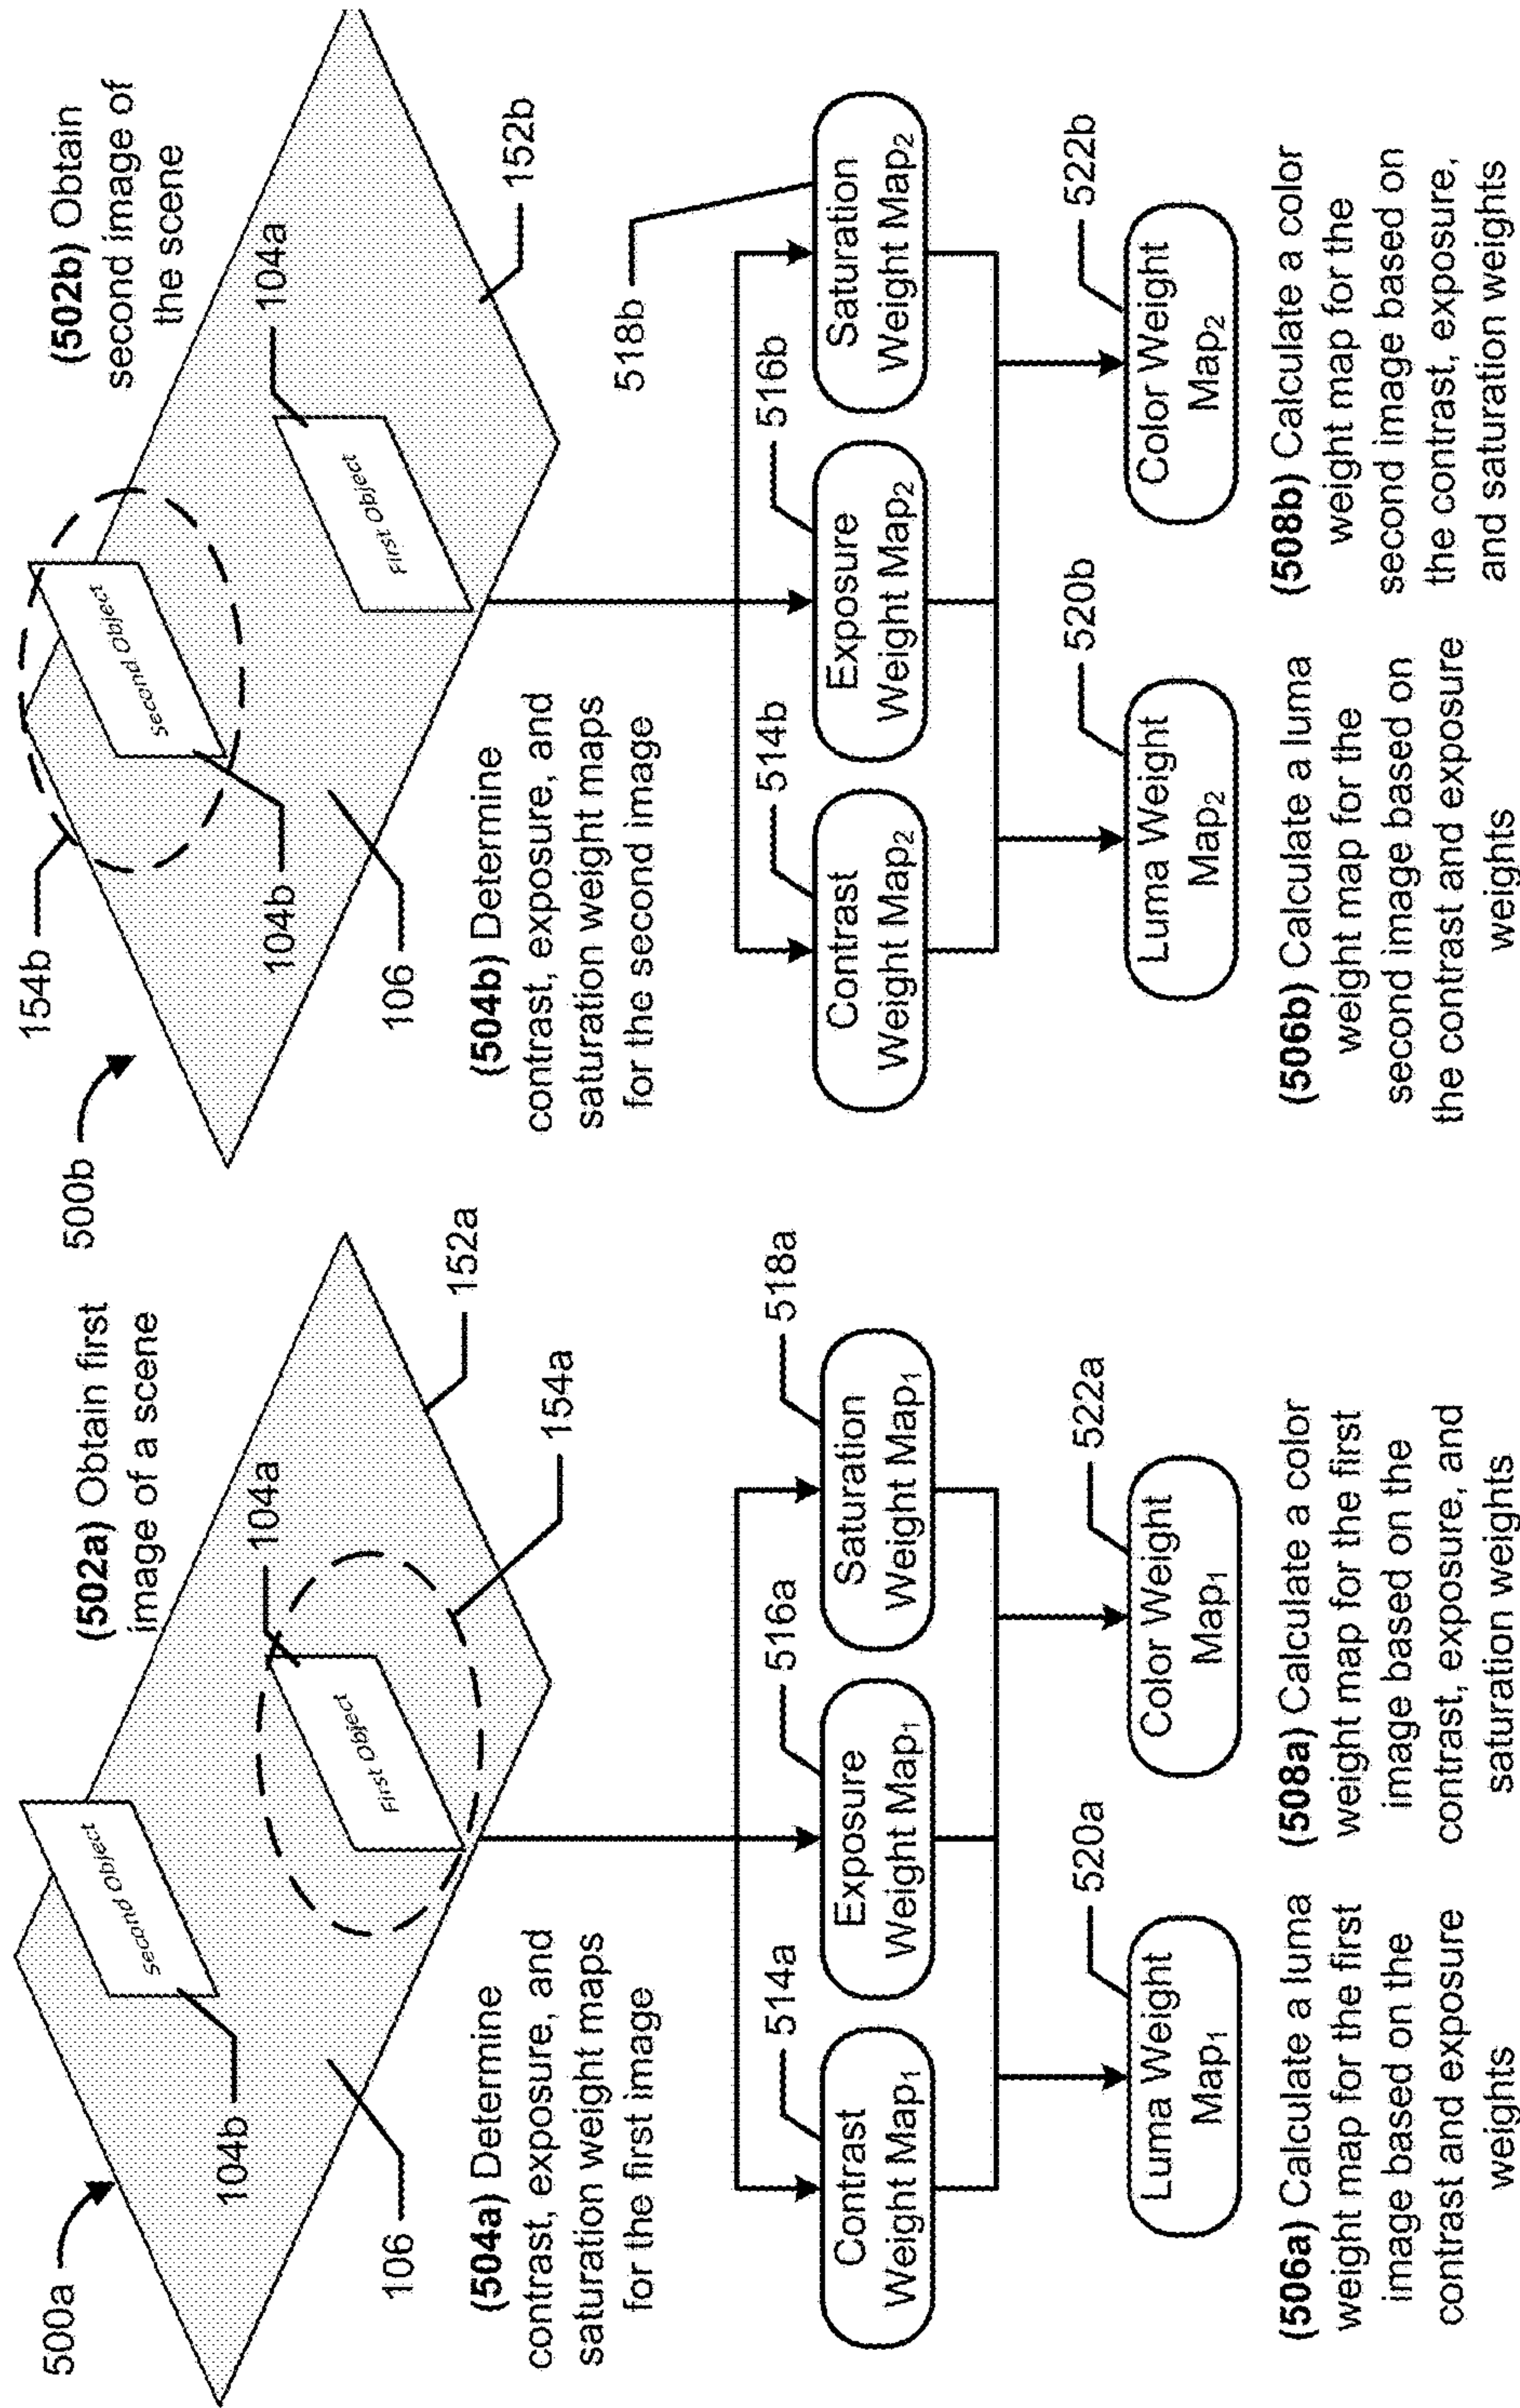 500a
(502a) Obtain first
image of a scene
Second Object
104b
104a
First Object
106
152a
154a
(504a) Determine
contrast, exposure, and
saturation weight maps
for the first image
514a
516a
518a
Contrast
Weight Map₁
Exposure
Weight Map₁
Saturation
Weight Map₁
520a
522a
Luma Weight
Map₁
Color Weight
Map₁
(506a) Calculate a luma
weight map for the first
image based on the
contrast and exposure
weights
(508a) Calculate a color
weight map for the first
image based on the
contrast, exposure, and
saturation weights
500b
154b
(502b) Obtain
second image of
the scene
Second Object
104b
104a
First Object
106
152b
(504b) Determine
contrast, exposure, and
saturation weight maps
for the second image
514b
516b
518b
Contrast
Weight Map₂
Exposure
Weight Map₂
Saturation
Weight Map₂
520b
522b
Luma Weight
Map₂
Color Weight
Map₂
(506b) Calculate a luma
weight map for the
second image based on
the contrast and exposure
weights
(508b) Calculate a color
weight map for the
second image based on
the contrast, exposure,
and saturation weights